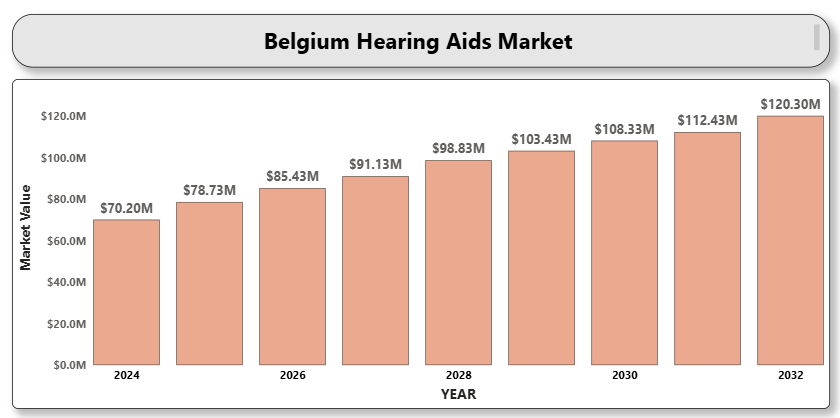 Belgium Hearing Aids Market
$120.0M
$100.0M
$80.0M
$60.0M
$40.0M
$20.0M
$0.0M
Market Value
$70.20M
$78.73M
$85.43M
$91.13M
$98.83M
$103.43M
$108.33M
$112.43M
$120.30M
2024
2026
2028
2030
2032
YEAR